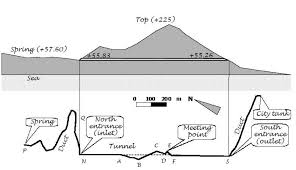 Top (+225)
Spring (+57.60)
+55.83
+55.26
Sea
0 100 200 m N
Spring
P
Duct
North
entrance
(inlet)
N
Tunnel
A
B
C
D
E
F
Meeting
point
S
Duct
City tank
South
entrance
(outlet)